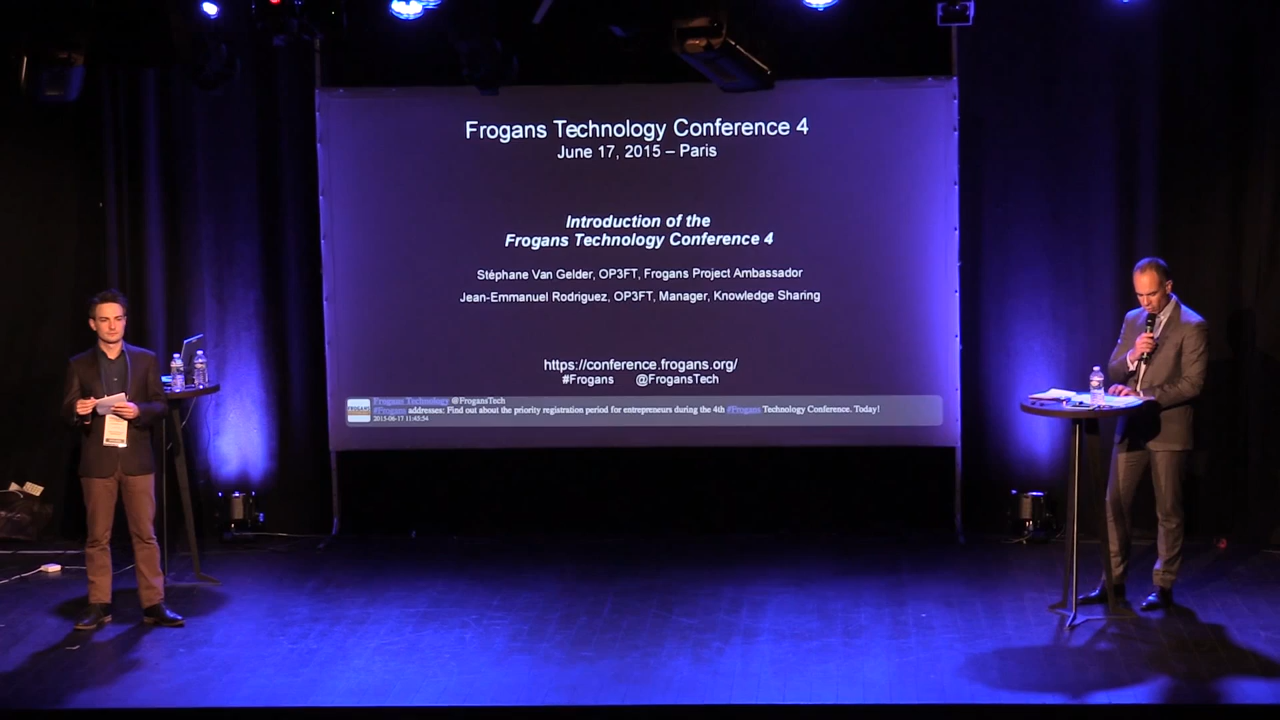 Frogans Technology Conference 4
June 17, 2015 – Paris
Introduction of the
Frogans Technology Conference 4
Stéphane Van Gelder, OP3FT, Frogans Project Ambassador
Jean-Emmanuel Rodriguez, OP3FT, Manager, Knowledge Sharing
https://conference.frogans.org/
#Frogans @FrogansTech
FROGANS
Frogans Technology @FrogansTech
#Frogans addresses: Find out about the priority registration period for entrepreneurs during the 4th #Frogans Technology Conference. Today!
2015-06-17 11:45:54